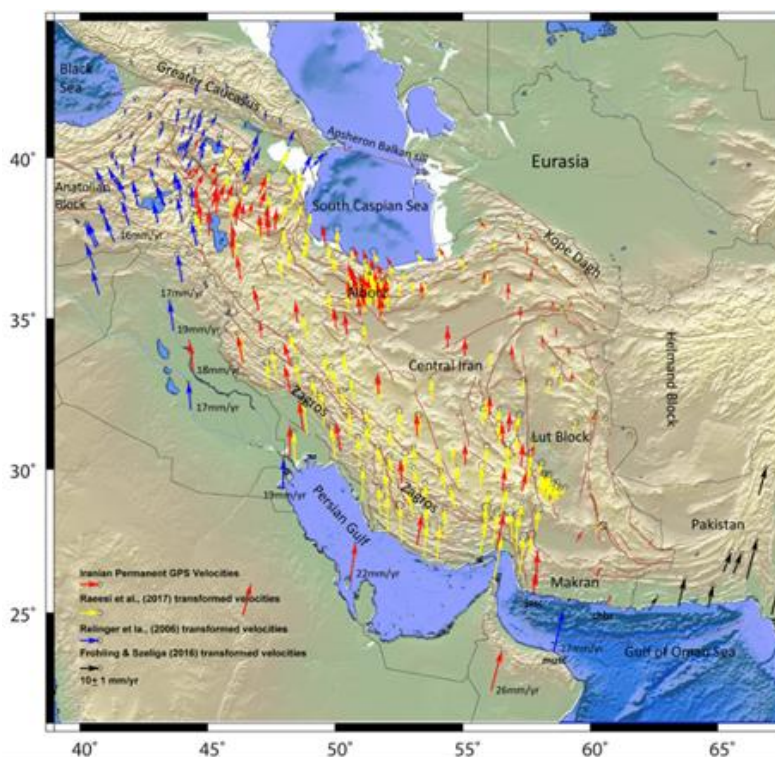 Black
Sea
Greater Caucasus
Apsheron Balkan sill
40°
Eurasia
Anatolian
Block
South Caspian Sea
16mm/yr
Kope Dagh
17mm/yr
Alborz
35°
19mm/yr
18mm/yr
Central Iran
Helmand Block
17mm/yr
Zagros
Lut Block
30°
19mm/yr
Zagros
Pakistan
Persian Gulf
Iranian Permanent GPS Velocities
22mm/yr
Makran
Raeesi et al., (2017) transformed velocities
25°
Reilinger et la., (2006) transformed velocities
27mm/yr
Gulf of Oman Sea
musc
Frohling & Szeliga (2016) transformed velocities
10± 1 mm/yr
26mm/yr
40° 45° 50° 55° 60° 65°